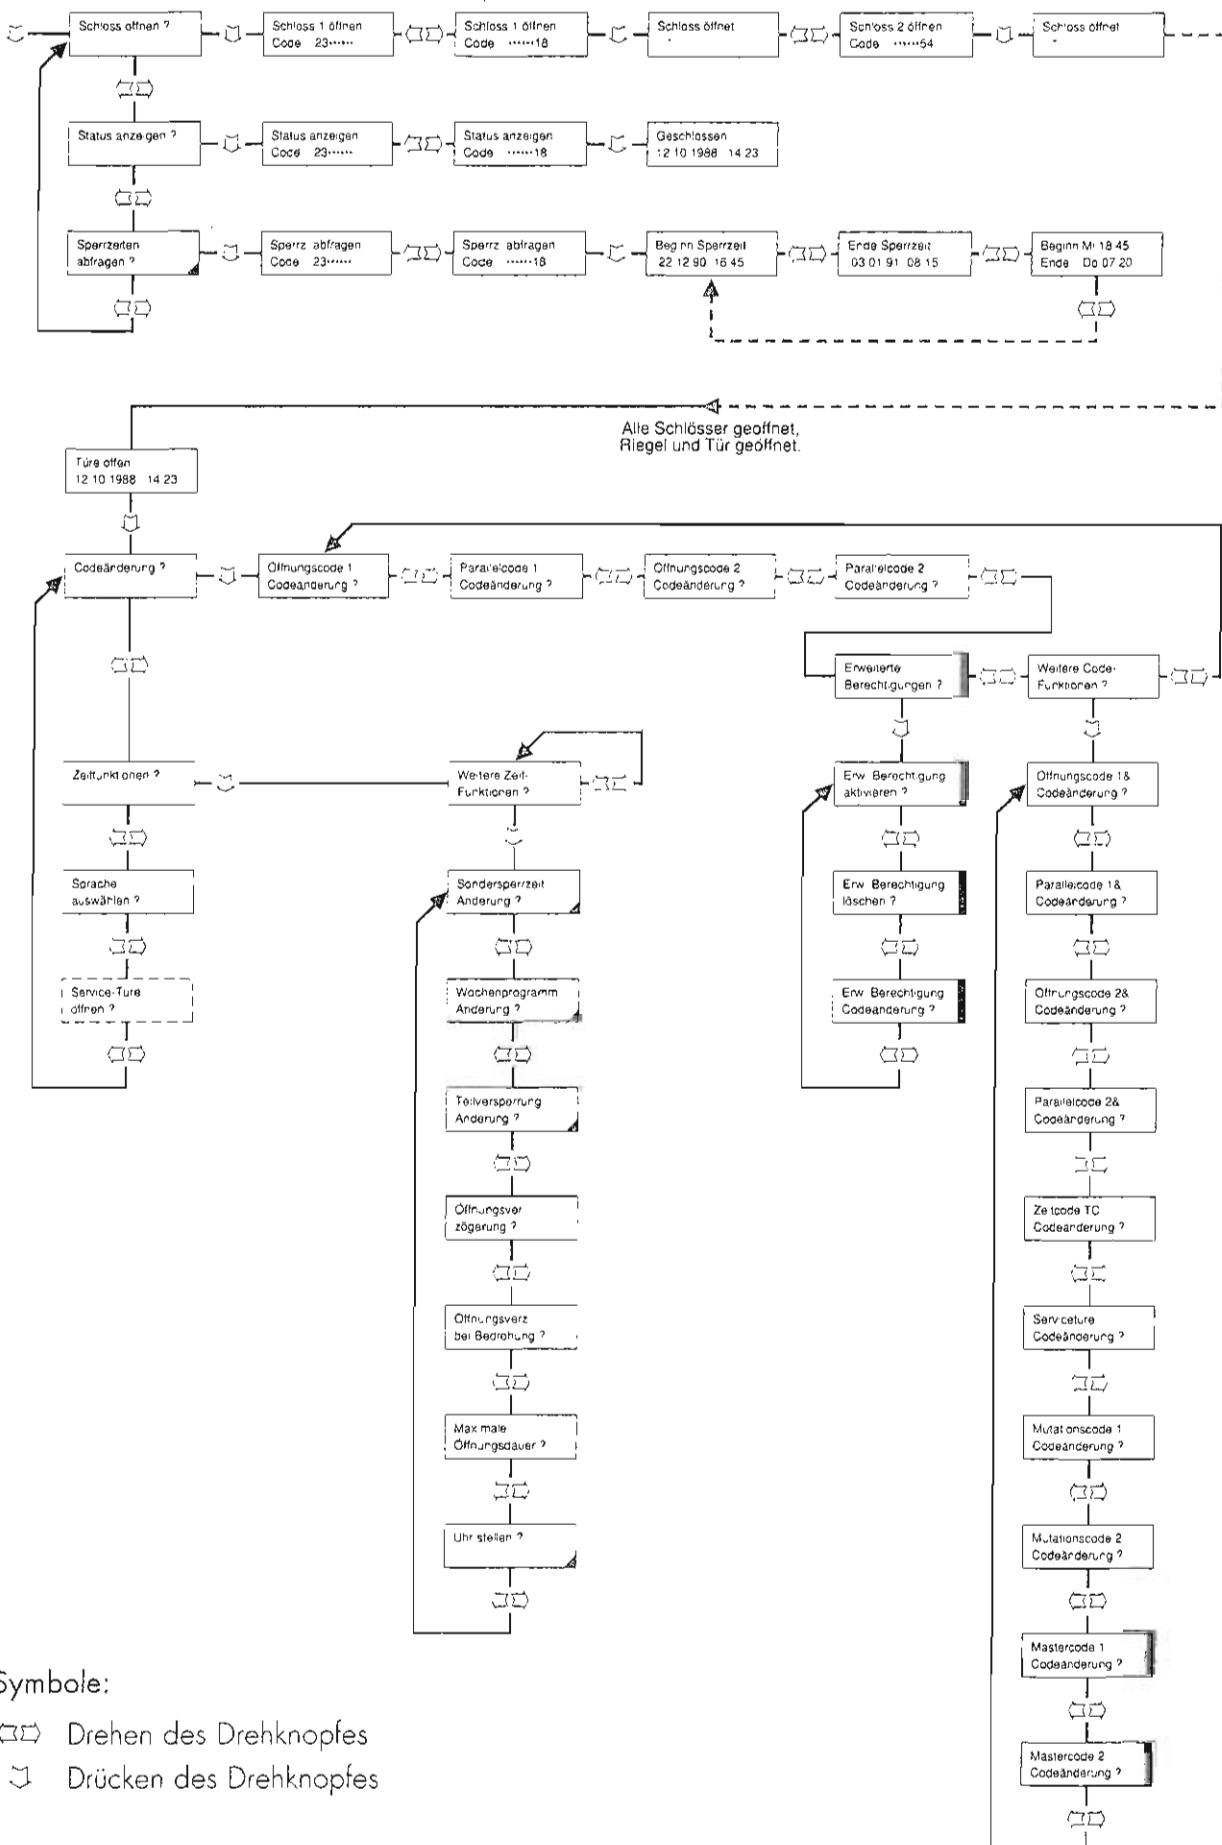 Schloss öffnen ?
Schloss 1 öffnen
Code 23······
Schloss 1 öffnen
Code ······18
Schloss öffnet
Schloss 2 öffnen
Code ······54
Schloss öffnet
Status anzeigen ?
Status anzeigen
Code 23······
Status anzeigen
Code ······18
Geschlossen
12 10 1988 14 23
Sperrzeiten
abfragen ?
Sperrz abfragen
Code 23······
Sperrz abfragen
Code ······18
Beginn Sperrzeit
22 12 90 16 45
Ende Sperrzeit
03 01 91 08 15
Beginn Mi 18 45
Ende Do 07 20
Alle Schlösser geöffnet,
Riegel und Tür geöffnet.
Türe offen
12 10 1988 14 23
Codeänderung ?
Öffnungscode 1
Codeänderung ?
Parallelcode 1
Codeänderung ?
Öffnungscode 2
Codeänderung ?
Parallelcode 2
Codeänderung ?
Erweiterte
Berechtigungen ?
Weitere Code-
Funktionen ?
Zeitfunktionen ?
Weitere Zeit-
Funktionen ?
Erw Berechtigung
aktivieren ?
Öffnungscode 1&
Codeänderung ?
Sprache
auswählen ?
Sondersperrzeit
Änderung ?
Erw Berechtigung
löschen ?
Parallelcode 1&
Codeänderung ?
Service-Türe
öffnen ?
Wochenprogramm
Änderung ?
Erw Berechtigung
Codeänderung ?
Öffnungscode 2&
Codeänderung ?
Teilversperrung
Änderung ?
Parallelcode 2&
Codeänderung ?
Öffnungsver
zögerung ?
Zeitcode TC
Codeänderung ?
Öffnungsverz
bei Bedrohung ?
Servicetüre
Codeänderung ?
Maximale
Öffnungsdauer ?
Mutationscode 1
Codeänderung ?
Uhr stellen ?
Mutationscode 2
Codeänderung ?
Mastercode 1
Codeänderung ?
Mastercode 2
Codeänderung ?
Symbole:
Drehen des Drehknopfes
Drücken des Drehknopfes